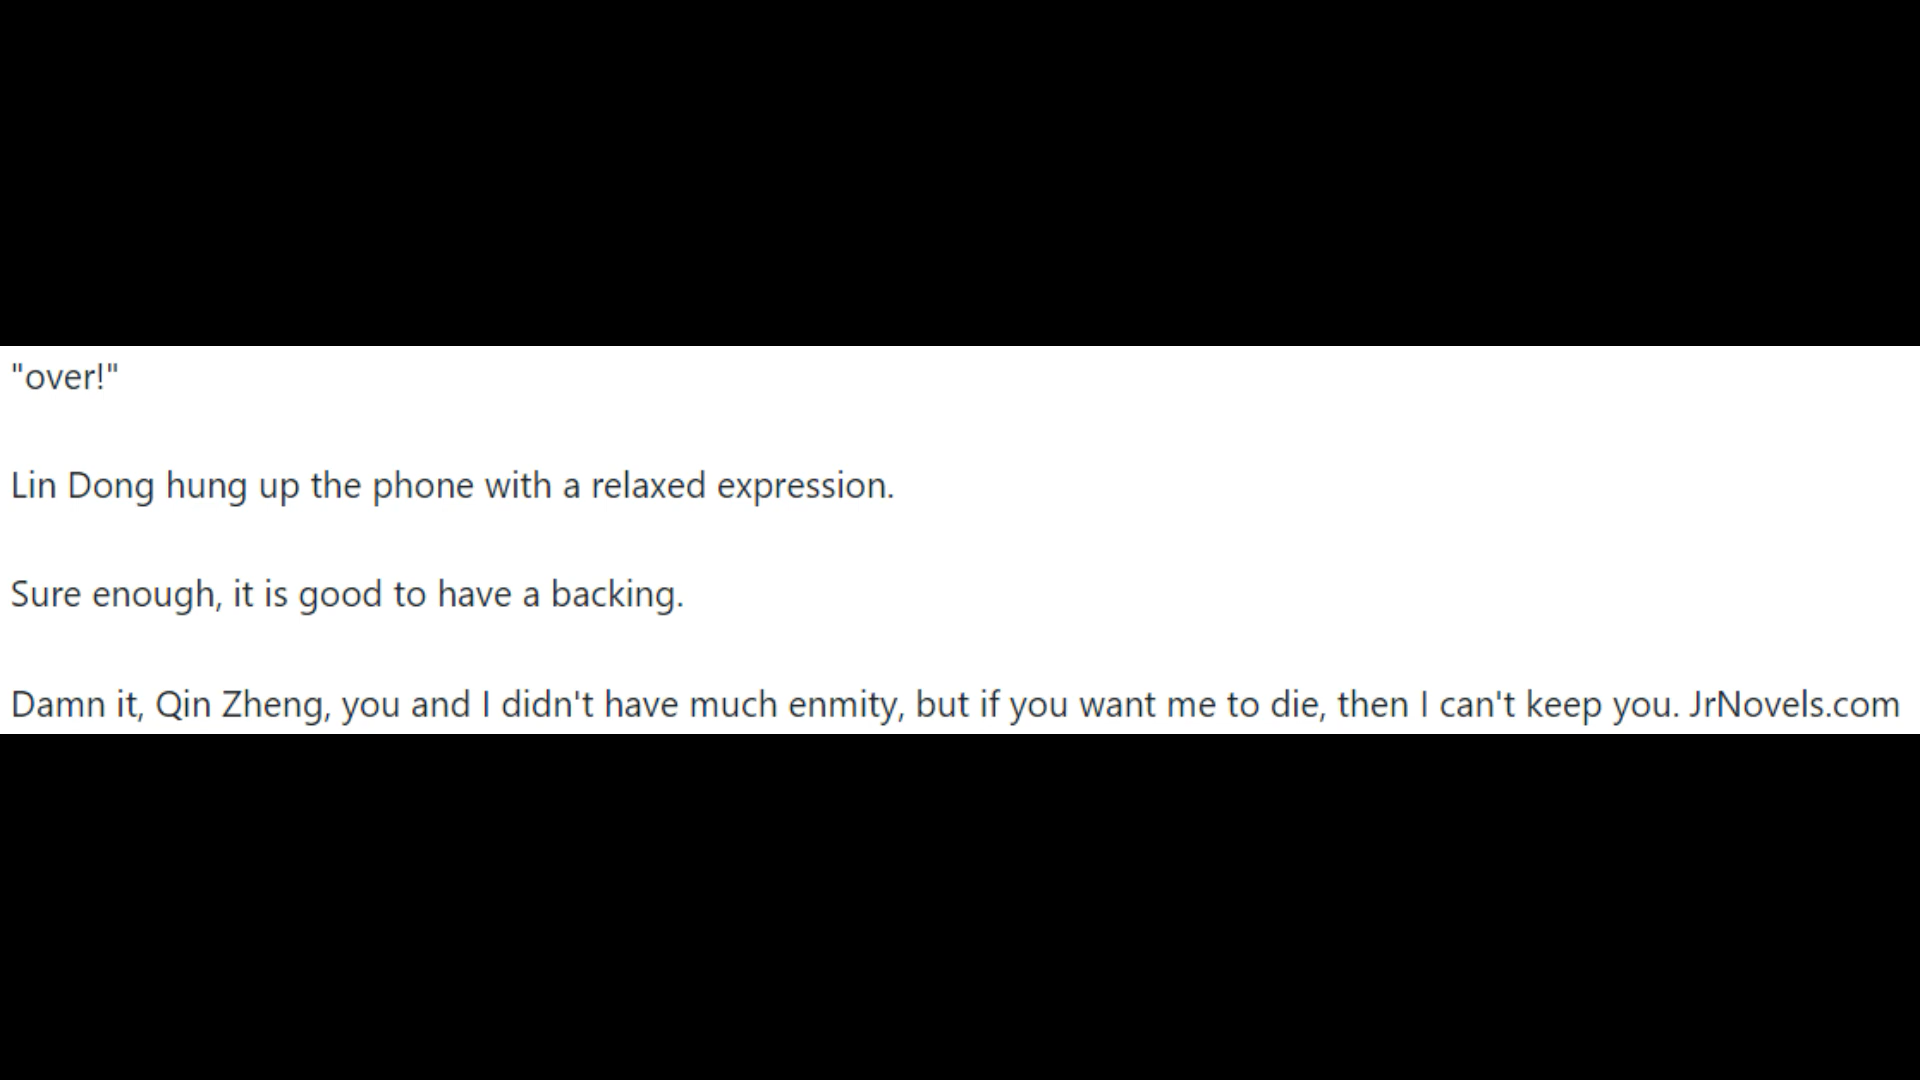 "over!"
Lin Dong hung up the phone with a relaxed expression.
Sure enough, it is good to have a backing.
Damn it, Qin Zheng, you and I didn't have much enmity, but if you want me to die, then I can't keep you. JrNovels.com